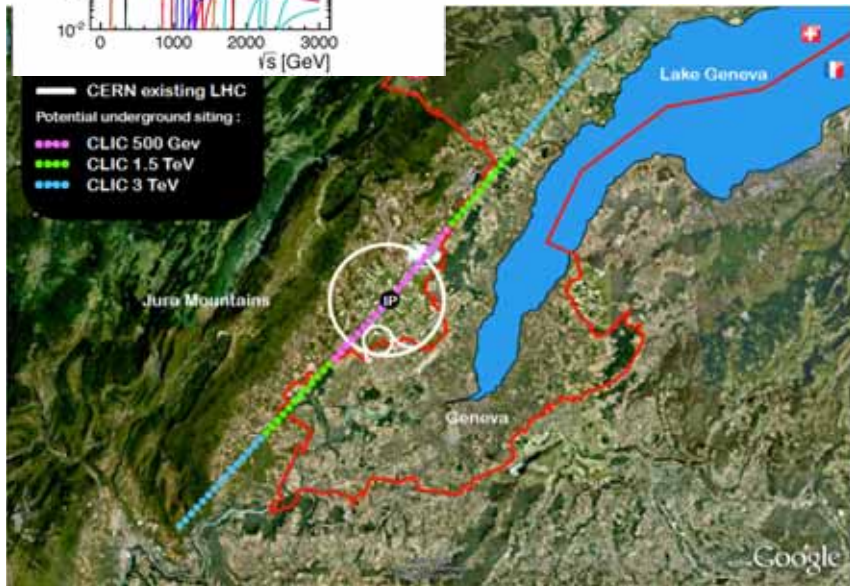 10-2
0 1000 2000 3000
√s [GeV]
CERN existing LHC
Potential underground siting :
CLIC 500 Gev
CLIC 1.5 TeV
CLIC 3 TeV
Lake Geneva
Jura Mountains
IP
Geneva
Google